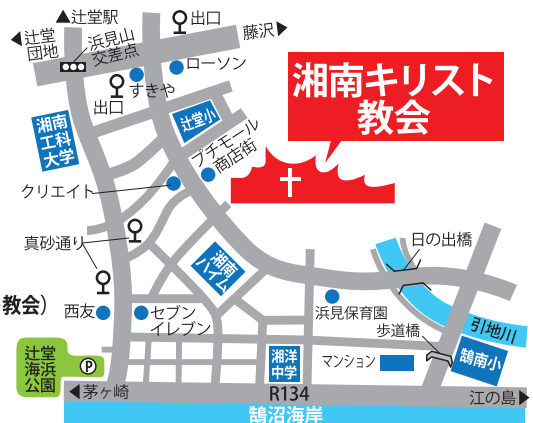 ▲辻堂駅
出口
藤沢▶
◀辻堂
団地
浜見山
交差点
ローソン
すきや
出口
湘南キリスト
教会
湘南
工科
大学
辻堂小
プチモール
商店街
クリエイト
真砂通り
湘南
ハイム
日の出橋
教会）
西友
セブン
イレブン
浜見保育園
引地川
歩道橋
鵠南小
辻堂
海浜
公園
P
湘洋
中学
マンション
◀茅ヶ崎
R134
江の島▶
鵠沼海岸